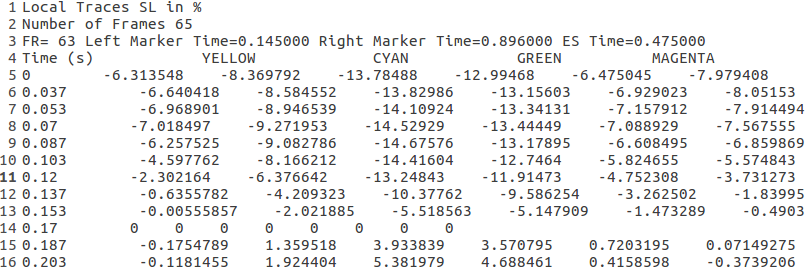 1 Local Traces SL in %
2 Number of Frames 65
3 FR= 63 Left Marker Time=0.145000 Right Marker Time=0.896000 ES Time=0.475000
4 Time (s) YELLOW CYAN GREEN MAGENTA
5 0 -6.313548 -8.369792 -13.78488 -12.99468 -6.475045 -7.979408
6 0.037 -6.640418 -8.584552 -13.82986 -13.15603 -6.929023 -8.05153
7 0.053 -6.968901 -8.946539 -14.10924 -13.34131 -7.157912 -7.914494
8 0.07 -7.018497 -9.271953 -14.52929 -13.44449 -7.088929 -7.567555
9 0.087 -6.257525 -9.082786 -14.67576 -13.17895 -6.608495 -6.859869
10 0.103 -4.597762 -8.166212 -14.41604 -12.7464 -5.824655 -5.574843
11 0.12 -2.302164 -6.376642 -13.24843 -11.91473 -4.752308 -3.731273
12 0.137 -0.6355782 -4.209323 -10.37762 -9.586254 -3.262502 -1.83995
13 0.153 -0.00555857 -2.021885 -5.518563 -5.147909 -1.473289 -0.4903
14 0.17 0 0 0 0 0 0 0 0
15 0.187 -0.1754789 1.359518 3.933839 3.570795 0.7203195 0.07149275
16 0.203 -0.1181455 1.924404 5.381979 4.688461 0.4158598 -0.3739206